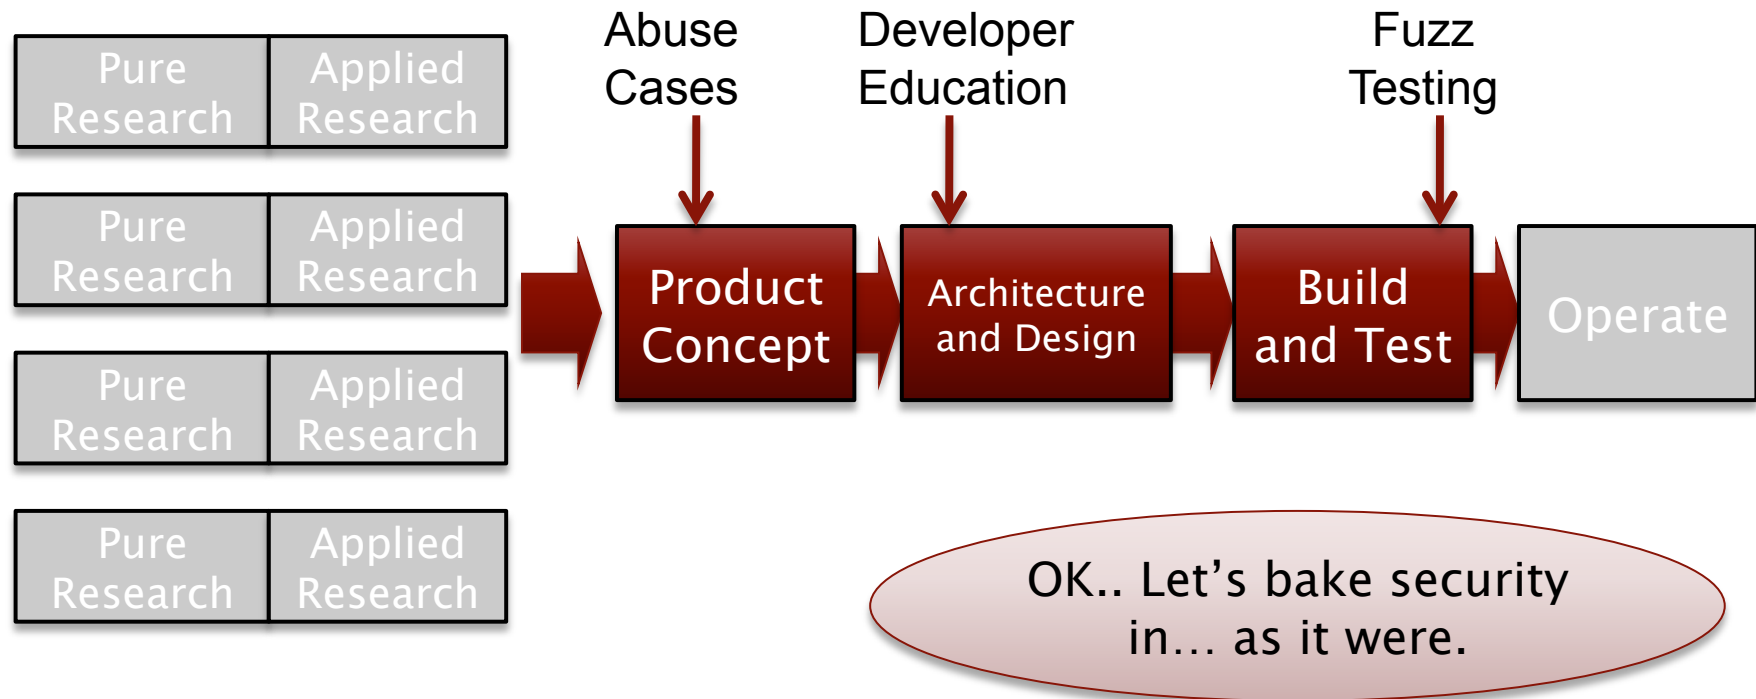 Abuse
Cases
Developer
Education
Fuzz
Testing
Pure
Research
Applied
Research
Pure
Research
Applied
Research
Pure
Research
Applied
Research
Pure
Research
Applied
Research
Product
Concept
Architecture
and Design
Build
and Test
Operate
OK.. Let’s bake security
in… as it were.